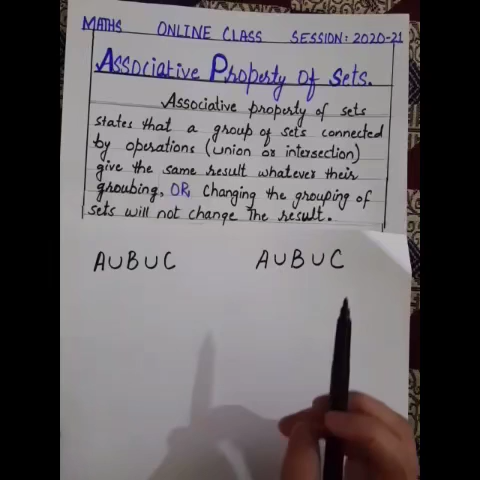 MATHS ONLINE CLASS SESSION: 2020-21
Associative Property Of Sets.
Associative property of sets
states that a group of sets connected
by operations (union or intersection)
give the same result whatever their
groubing, OR Changing the grouping of
sets will not change the result.
A∪B∪C A∪B∪C